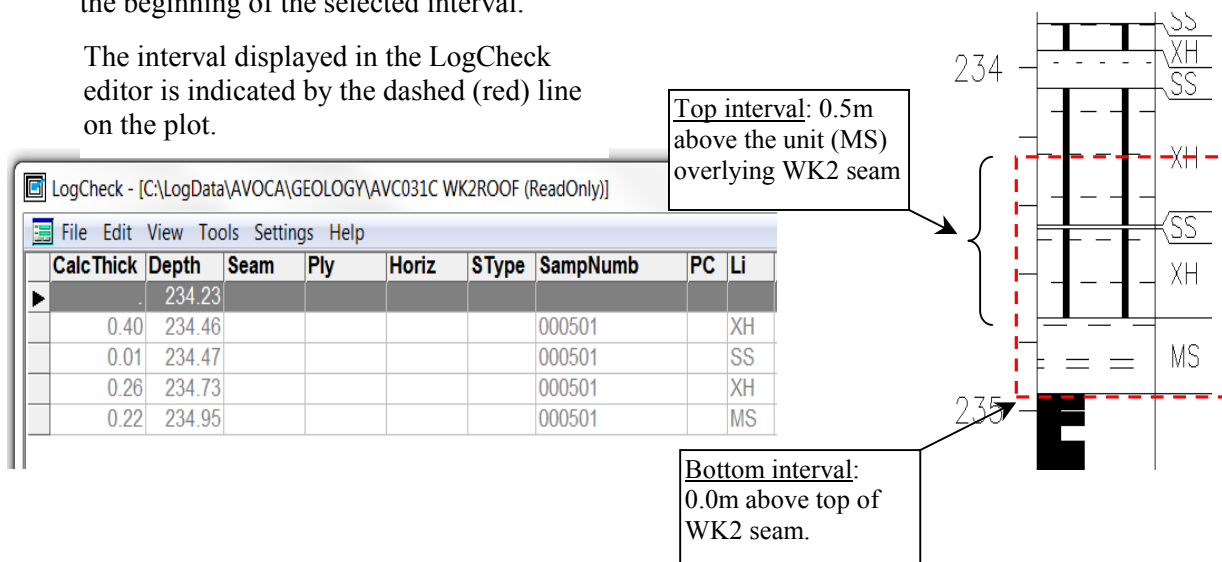 the beginning of the selected interval.
The interval displayed in the LogCheck
editor is indicated by the dashed (red) line
on the plot.
LogCheck - [C:\LogData\AVOCA\GEOLOGY\AVC031C WK2ROOF (ReadOnly)]
File Edit View Tools Settings Help
CalcThick Depth Seam Ply Horiz SType SampNumb PC Li
. 234.23
0.40 234.46 000501 XH
0.01 234.47 000501 SS
0.26 234.73 000501 XH
0.22 234.95 000501 MS
Top interval: 0.5m
above the unit (MS)
overlying WK2 seam
Bottom interval:
0.0m above top of
WK2 seam.
SS
234
XH
SS
XH
SS
XH
MS
235